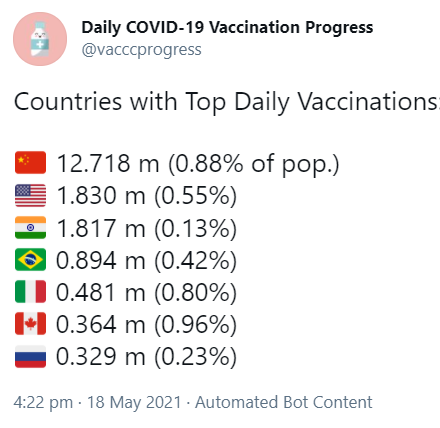 Daily COVID-19 Vaccination Progress
@vacccprogress
Countries with Top Daily Vaccinations:
12.718 m (0.88% of pop.)
1.830 m (0.55%)
1.817 m (0.13%)
0.894 m (0.42%)
0.481 m (0.80%)
0.364 m (0.96%)
0.329 m (0.23%)
4:22 pm · 18 May 2021 · Automated Bot Content